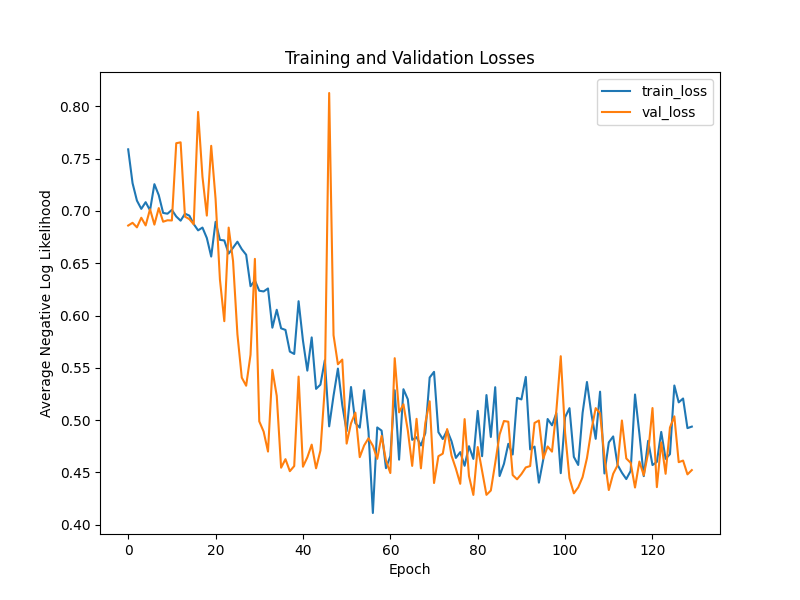 Training and Validation Losses
train_loss
val_loss
0.80
0.75
0.70
0.65
0.60
0.55
0.50
0.45
0.40
Average Negative Log Likelihood
0 20 40 60 80 100 120
Epoch